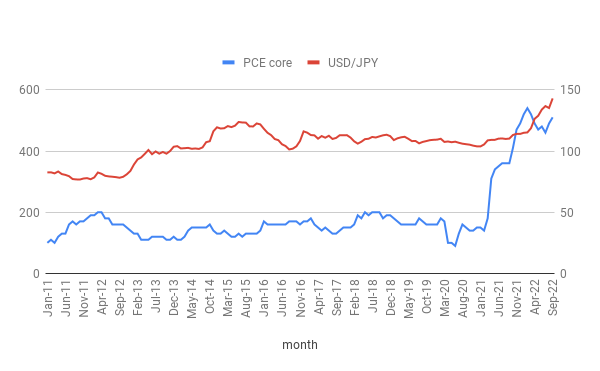 PCE core USD/JPY
600 150
400 100
200 50
0 0
Jan-11 Jun-11 Nov-11 Apr-12 Sep-12 Feb-13 Jul-13 Dec-13 May-14 Oct-14 Mar-15 Aug-15 Jan-16 Jun-16 Nov-16 Apr-17 Sep-17 Feb-18 Jul-18 Dec-18 May-19 Oct-19 Mar-20 Aug-20 Jan-21 Jun-21 Nov-21 Apr-22 Sep-22
month